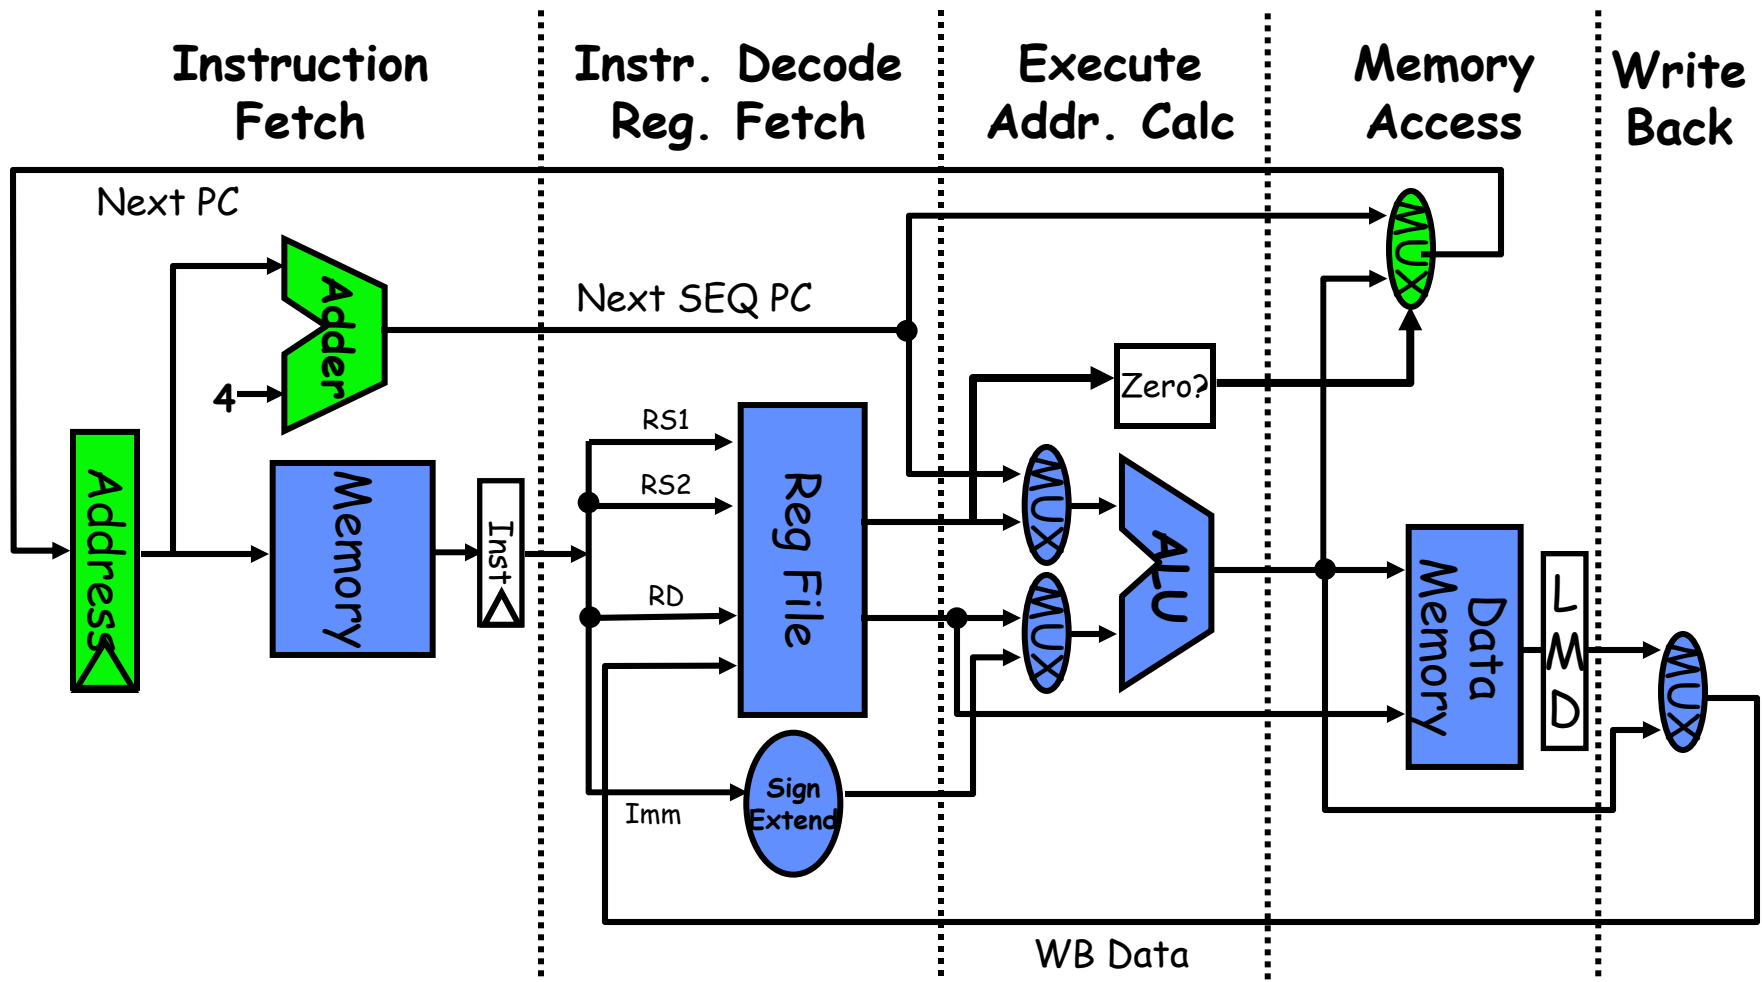 Instruction
Fetch
Instr. Decode
Reg. Fetch
Execute
Addr. Calc
Memory
Access
Write
Back
Next PC
Adder
4
Address
Memory
Inst
Next SEQ PC
RS1
RS2
RD
Imm
Reg File
Sign
Extend
Zero?
MUX
MUX
ALU
MUX
Data
Memory
L
M
D
MUX
WB Data